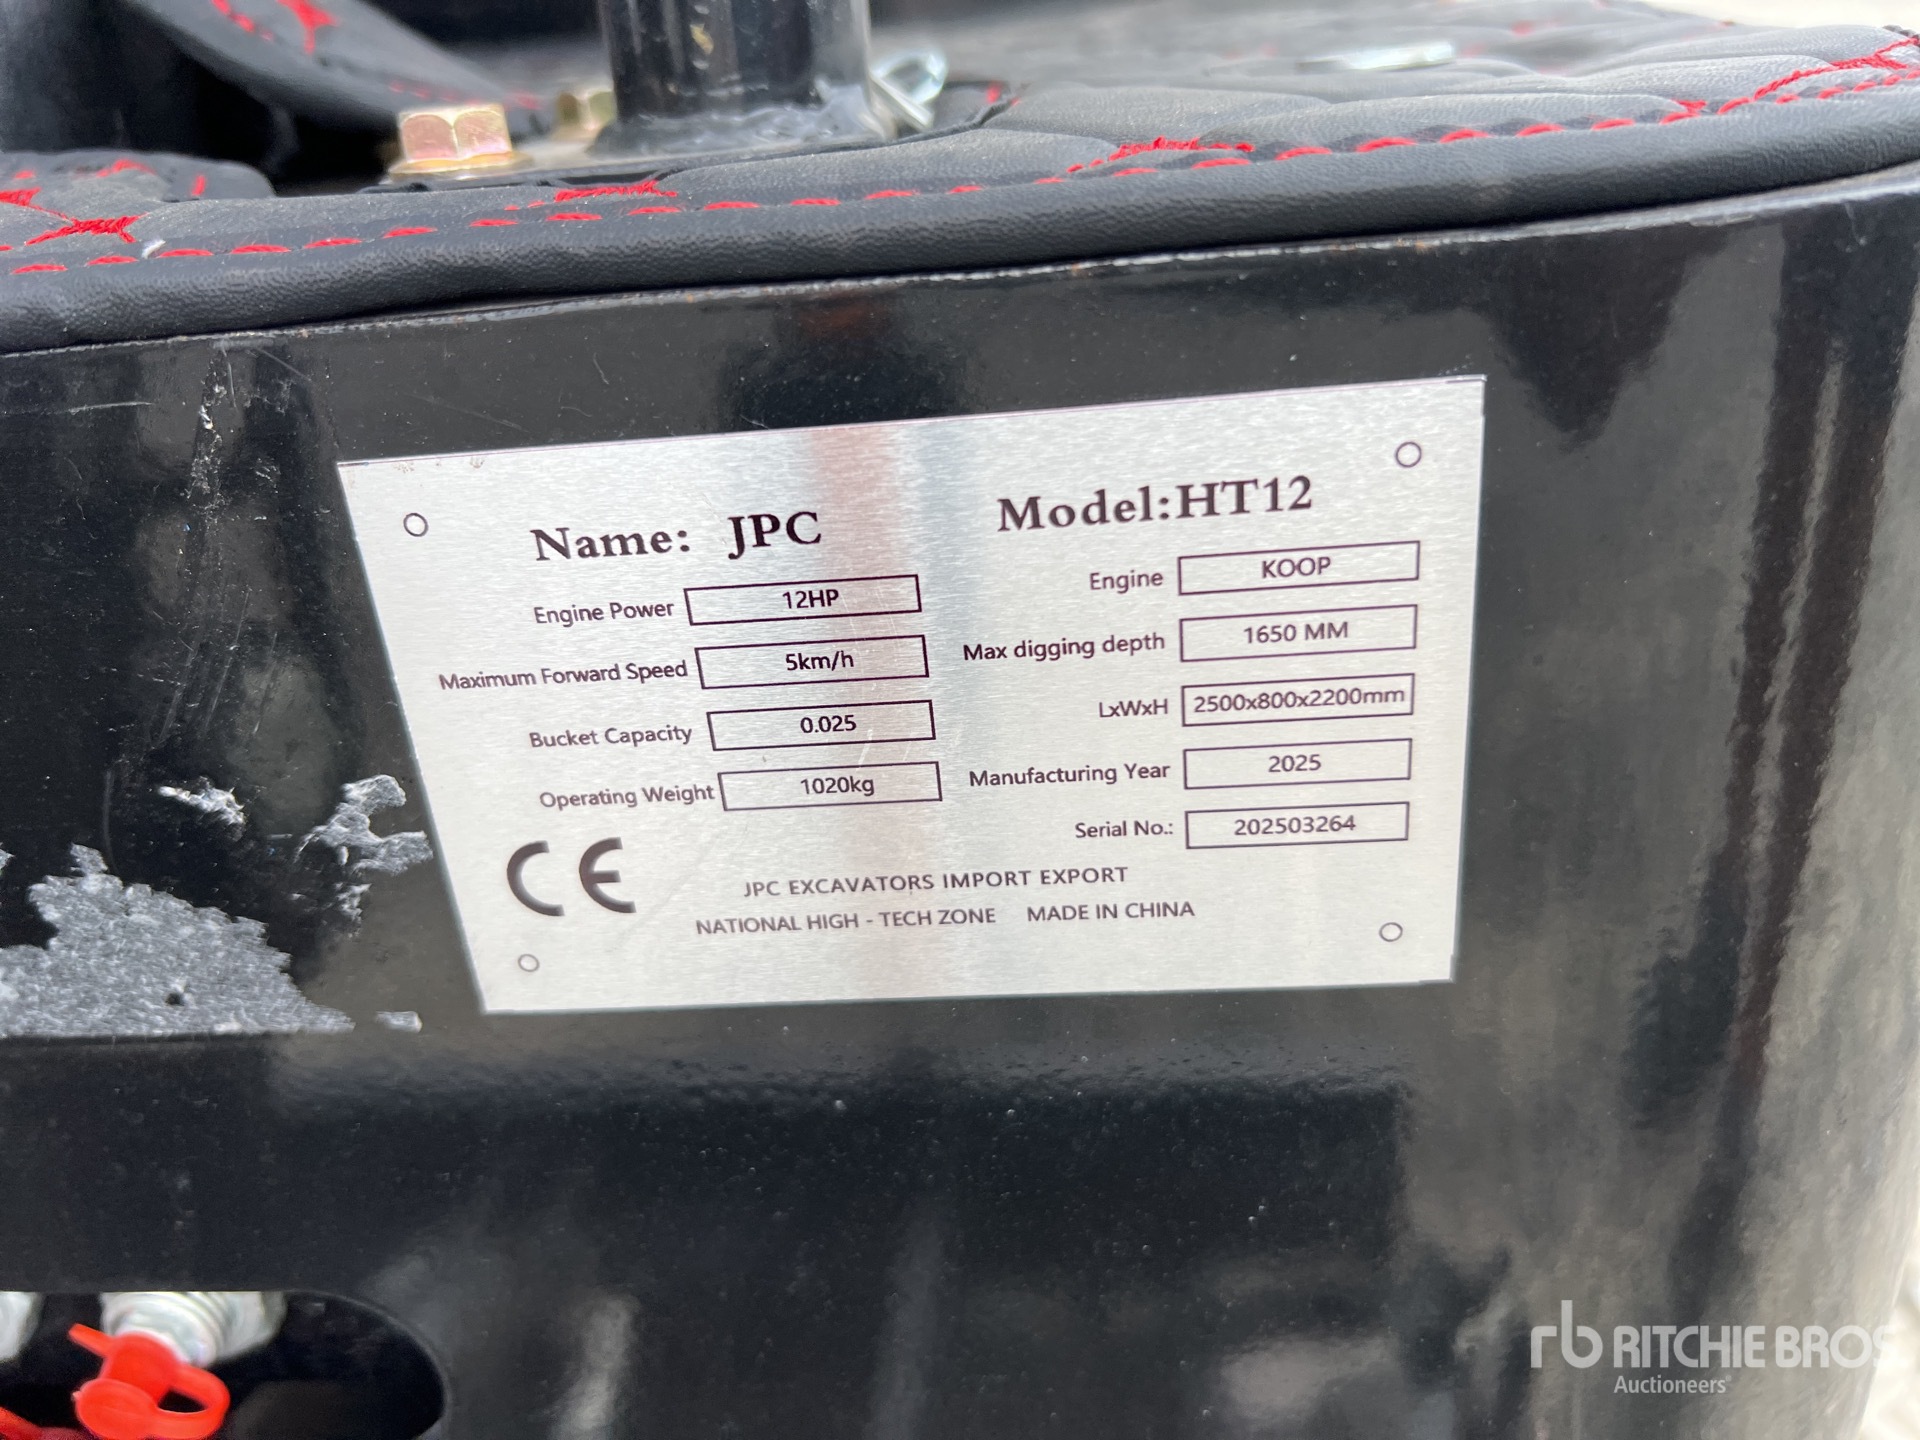 Name: JPC Model:HT12
Engine Power 12HP Engine KOOP
Maximum Forward Speed 5km/h Max digging depth 1650 MM
Bucket Capacity 0.025 LxWxH 2500x800x2200mm
Operating Weight 1020kg Manufacturing Year 2025
Serial No.: 202503264
CE
JPC EXCAVATORS IMPORT EXPORT
NATIONAL HIGH - TECH ZONE MADE IN CHINA
rb RITCHIE BROS
Auctioneers